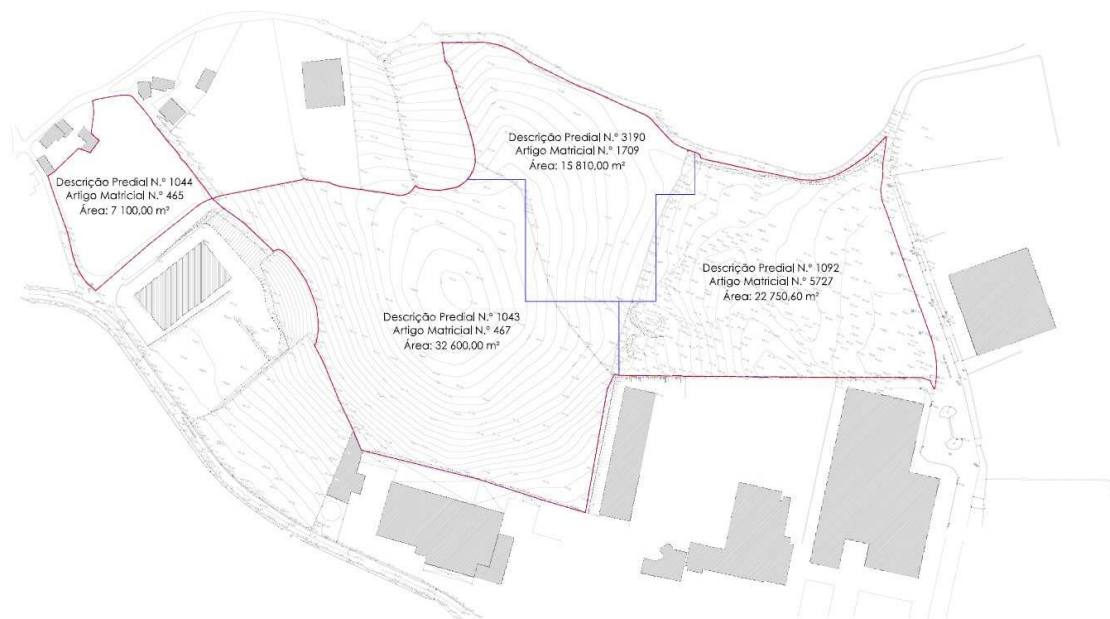 Descrição Predial N.º 3190
Artigo Matricial N.º 1709
Área: 15 810,00 m²
Descrição Predial N.º 1044
Artigo Matricial N.º 465
Área: 7 100,00 m²
Descrição Predial N.º 1092
Artigo Matricial N.º 5727
Área: 22 750,60 m²
Descrição Predial N.º 1043
Artigo Matricial N.º 467
Área: 32 600,00 m²